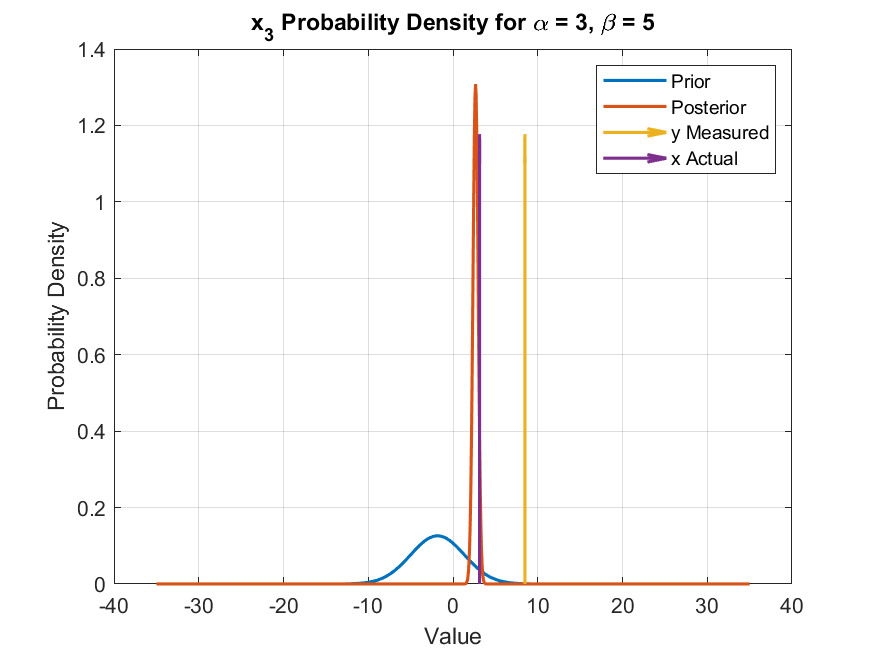 x3 Probability Density for α = 3, β = 5
1.4
1.2
1
0.8
0.6
0.4
0.2
0
-40 -30 -20 -10 0 10 20 30 40
Value
Probability Density
Prior
Posterior
y Measured
x Actual